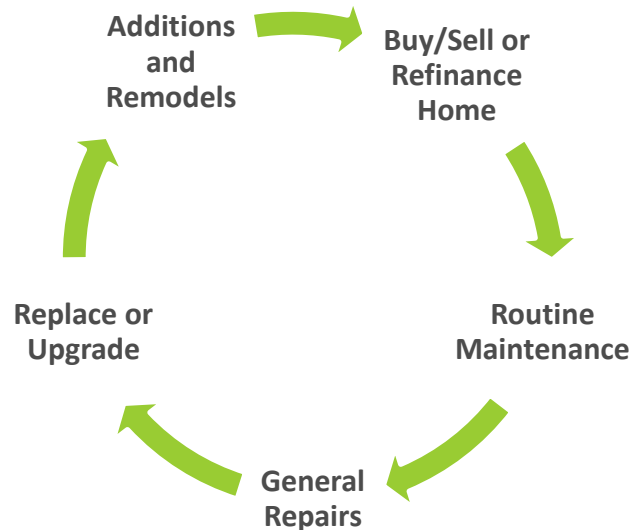 Additions
and
Remodels
Buy/Sell or
Refinance
Home
Routine
Maintenance
General
Repairs
Replace or
Upgrade